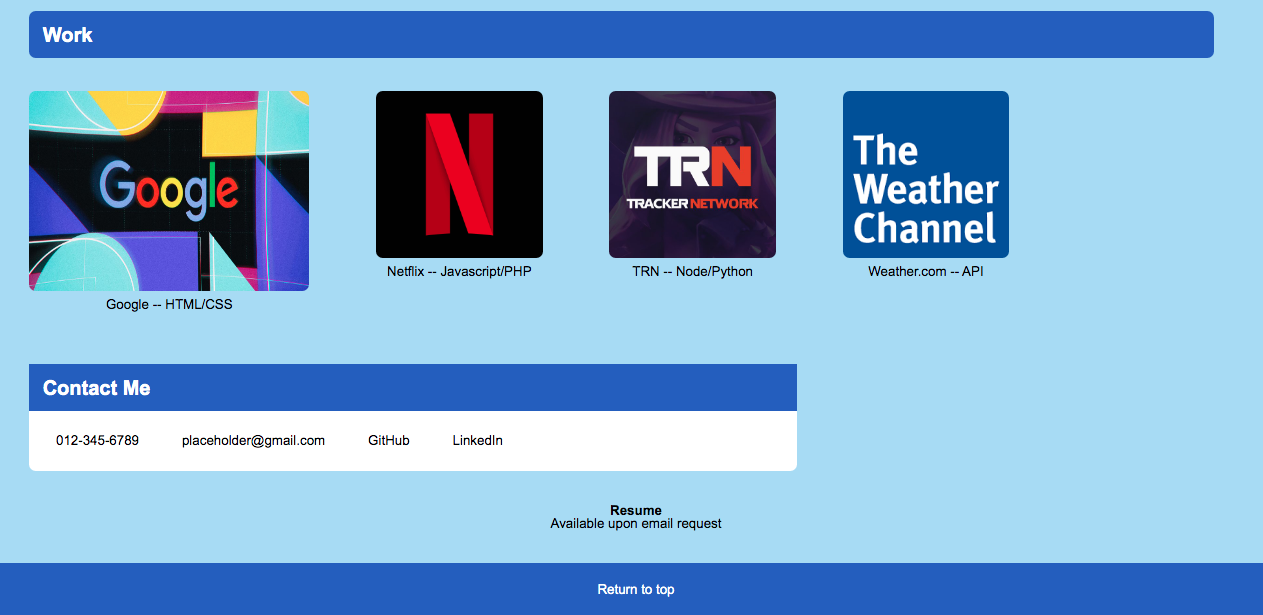 Work
Google
N
TRN
TRACKER NETWORK
The
Weather
Channel
Google -- HTML/CSS
Netflix -- Javascript/PHP
TRN -- Node/Python
Weather.com -- API
Contact Me
012-345-6789
placeholder@gmail.com
GitHub
LinkedIn
Resume
Available upon email request
Return to top